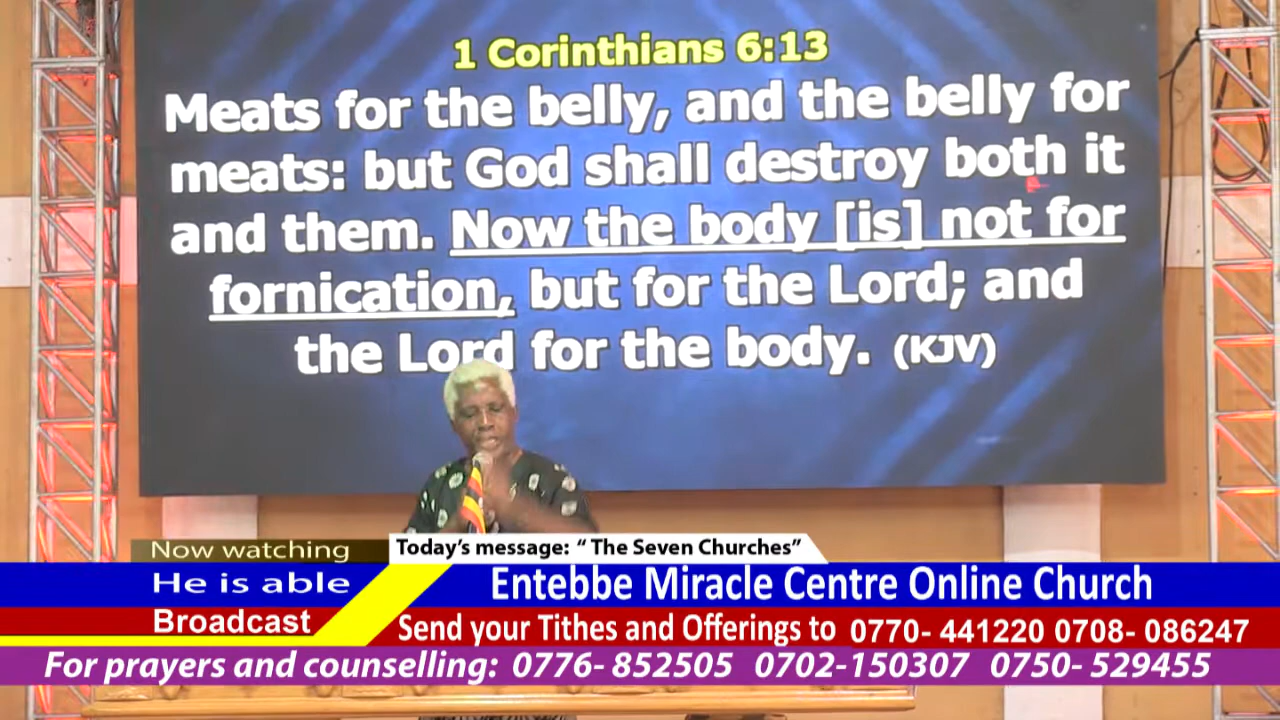 1 Corinthians 6:13
Meats for the belly, and the belly for
meats: but God shall destroy both it
and them. Now the body [is] not for
fornication, but for the Lord; and
the Lord for the body. (KJV)
Now watching
Today's message: “ The Seven Churches”
He is able
Entebbe Miracle Centre Online Church
Broadcast
Send your Tithes and Offerings to 0770- 441220 0708- 086247
For prayers and counselling: 0776- 852505 0702-150307 0750- 529455